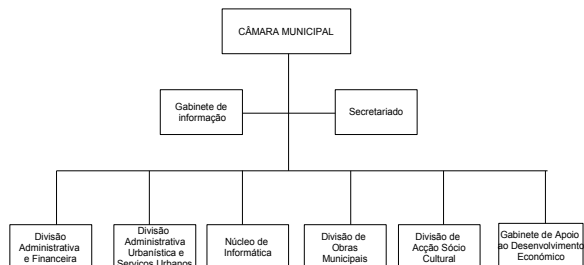 CÂMARA MUNICIPAL
Gabinete de
informação
Secretariado
Divisão
Administrativa
e Financeira
Divisão
Administrativa
Urbanística e
Serviços Urbanos
Núcleo de
Informática
Divisão de
Obras
Municipais
Divisão de
Acção Sócio
Cultural
Gabinete de Apoio
ao Desenvolvimento
Económico